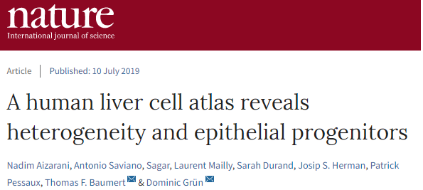 nature
International journal of science
Article | Published: 10 July 2019
A human liver cell atlas reveals
heterogeneity and epithelial progenitors
Nadim Aizarani, Antonio Saviano, Sagar, Laurent Mailly, Sarah Durand, Josip S. Herman, Patrick
Pessaux, Thomas F. Baumert & Dominic Grün